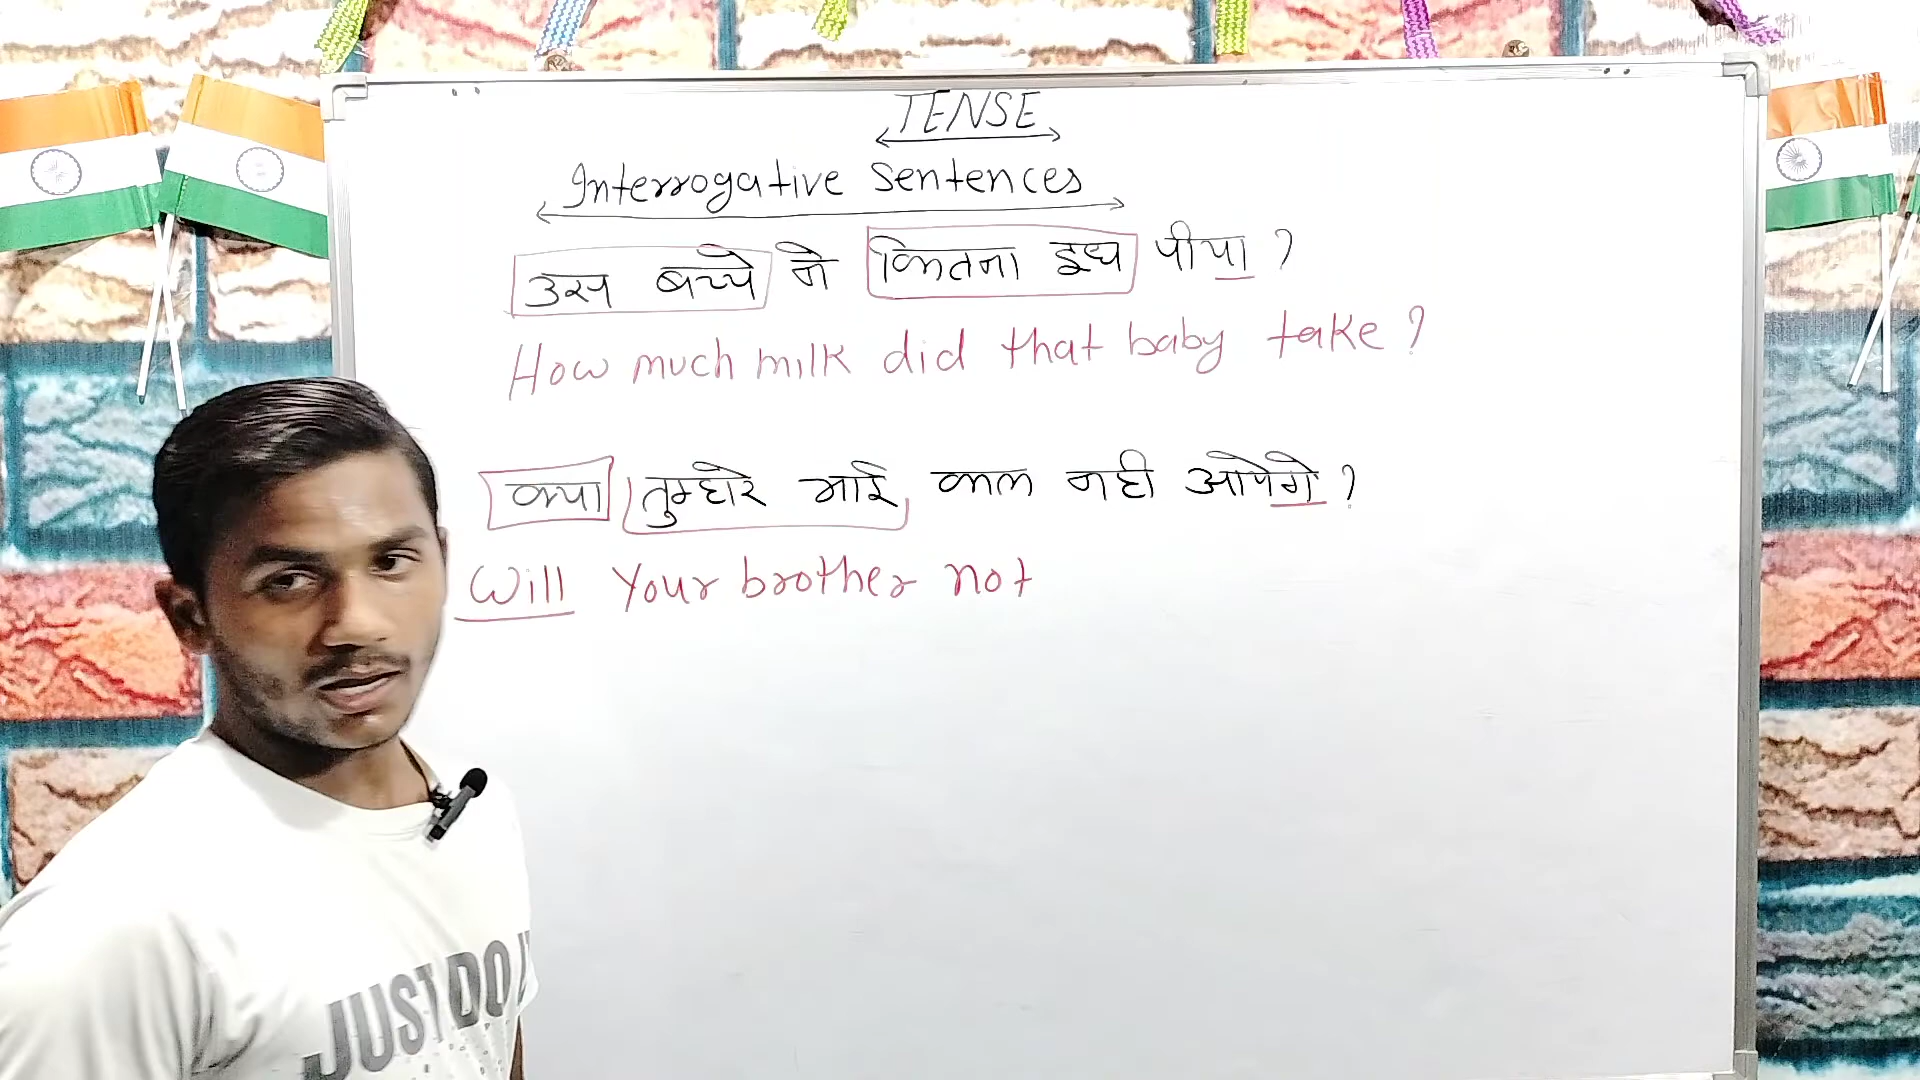 TENSE
Interrogative Sentences
उस बच्चे ने कितना दूध पीया ?
How much milk did that baby take ?
क्या तुम्हारे भाई कल नही आयेगे ?
Will Your brother not
JUST DO IT